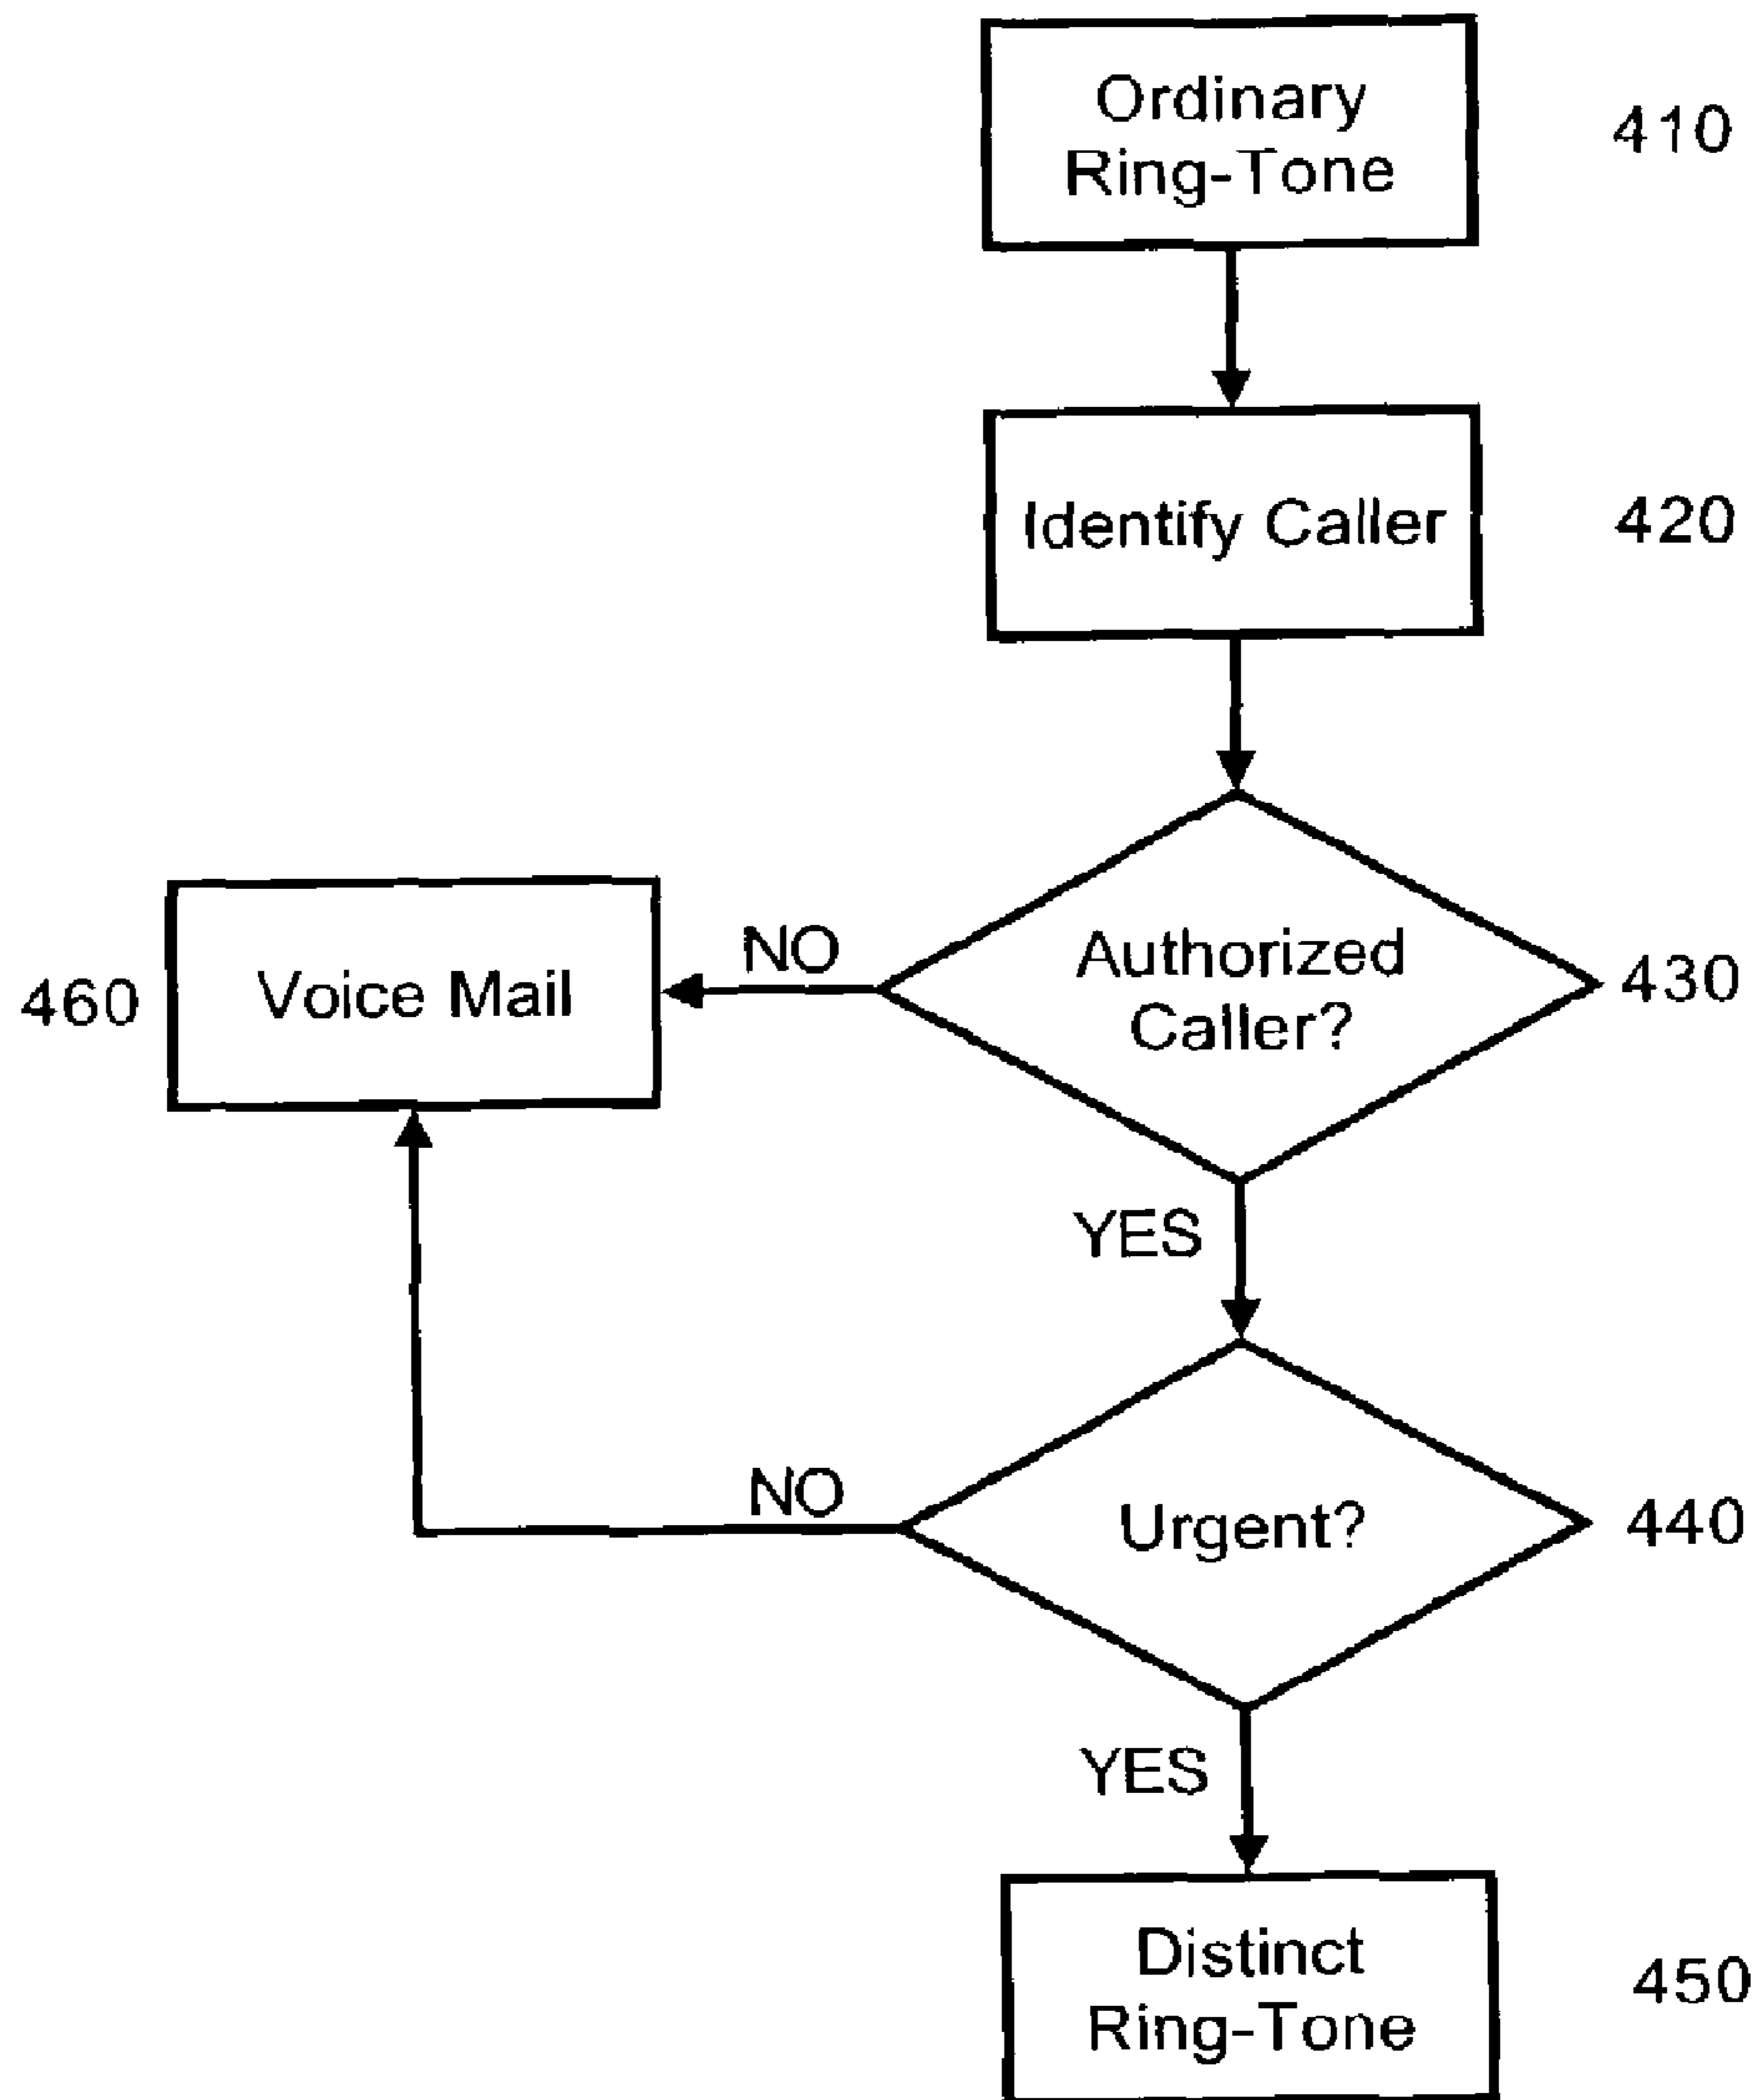 Ordinary
Ring-Tone
410
Identify Caller
420
Authorized
Caller?
430
NO
Voice Mail
460
YES
Urgent?
440
NO
YES
Distinct
Ring-Tone
450